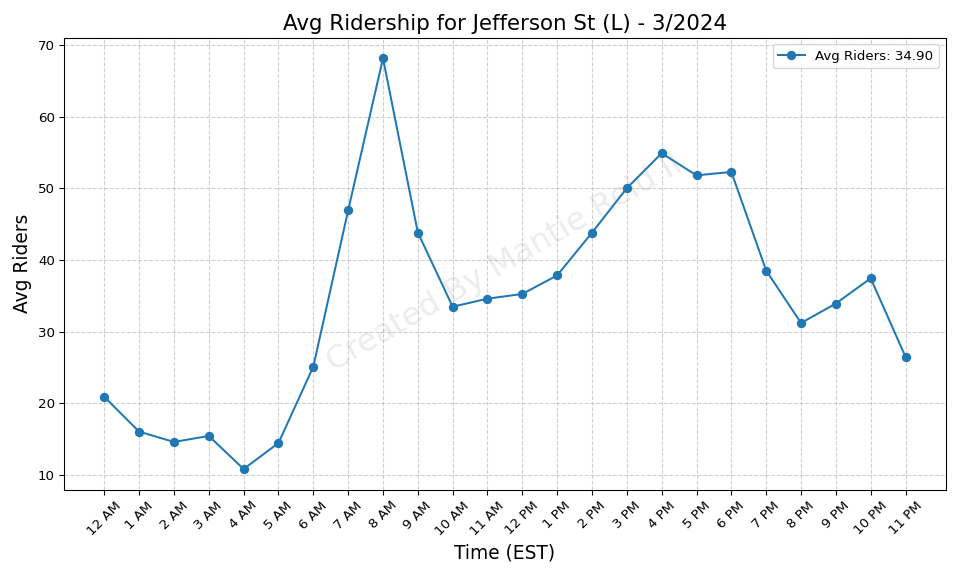 Avg Ridership for Jefferson St (L) - 3/2024
Avg Riders: 34.90
70
60
50
40
30
20
10
Avg Riders
Created By Mantle Reid
12 AM
1 AM
2 AM
3 AM
4 AM
5 AM
6 AM
7 AM
8 AM
9 AM
10 AM
11 AM
12 PM
1 PM
2 PM
3 PM
4 PM
5 PM
6 PM
7 PM
8 PM
9 PM
10 PM
11 PM
Time (EST)